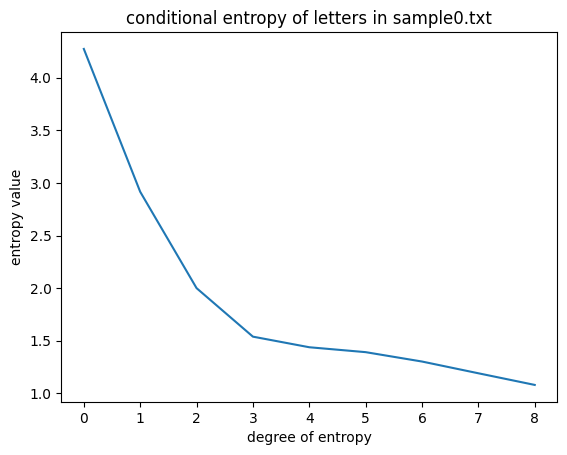 conditional entropy of letters in sample0.txt
4.0
3.5
3.0
2.5
2.0
1.5
1.0
entropy value
0 1 2 3 4 5 6 7 8
degree of entropy